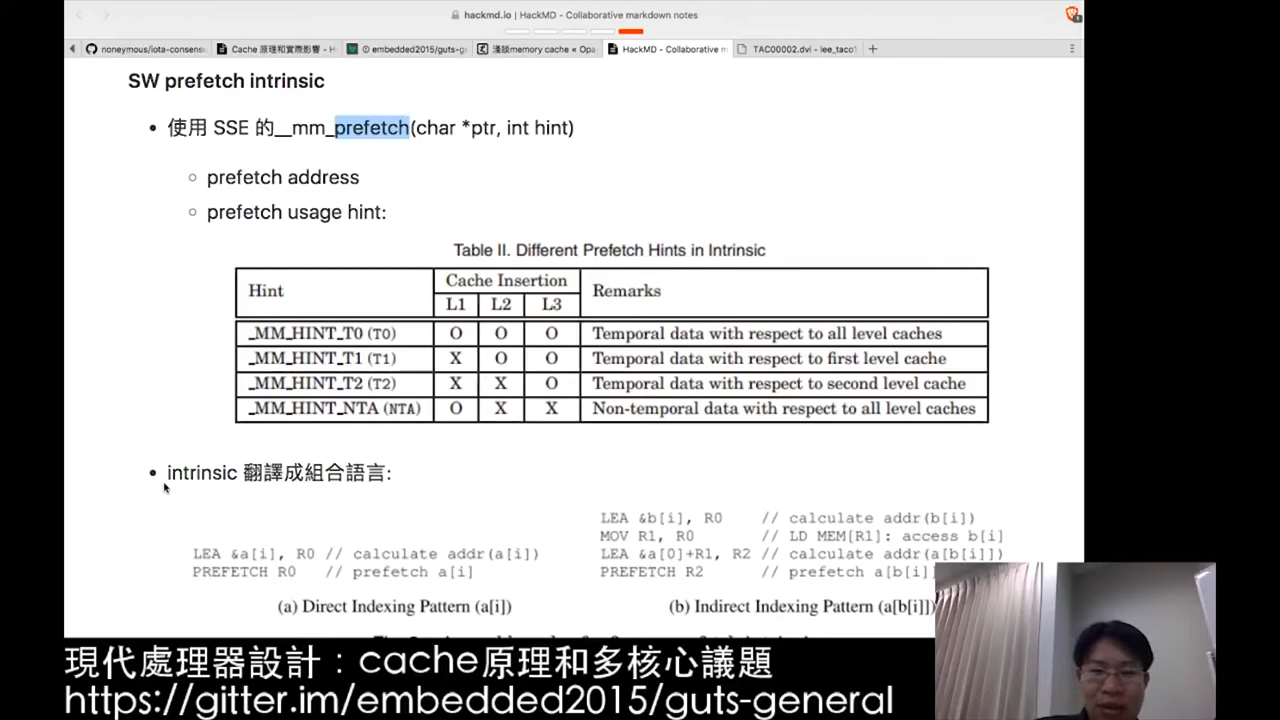 hackmd.io | HackMD - Collaborative markdown notes
noneymous/iota-consens
Cache 原理和實際影響 - H
embedded2015/guts-g
淺談memory cache « Opa
HackMD - Collaborative m
TAC00002.dvi - lee_taco1
SW prefetch intrinsic
使用 SSE 的__mm_prefetch(char *ptr, int hint)
prefetch address
prefetch usage hint:
Table II. Different Prefetch Hints in Intrinsic
Hint Cache Insertion Remarks
L1 L2 L3
_MM_HINT_T0 (T0) O O O Temporal data with respect to all level caches
_MM_HINT_T1 (T1) X O O Temporal data with respect to first level cache
_MM_HINT_T2 (T2) X X O Temporal data with respect to second level cache
_MM_HINT_NTA (NTA) O X X Non-temporal data with respect to all level caches
intrinsic 翻譯成組合語言:
LEA &a[i], R0 // calculate addr(a[i])
PREFETCH R0 // prefetch a[i]
(a) Direct Indexing Pattern (a[i])
LEA &b[i], R0 // calculate addr(b[i])
MOV R1, R0 // LD MEM[R1]: access b[i]
LEA &a[0]+R1, R2 // calculate addr(a[b[i]])
PREFETCH R2 // prefetch a[b[i]
(b) Indirect Indexing Pattern (a[b[i]])
現代處理器設計：cache原理和多核心議題
https://gitter.im/embedded2015/guts-general